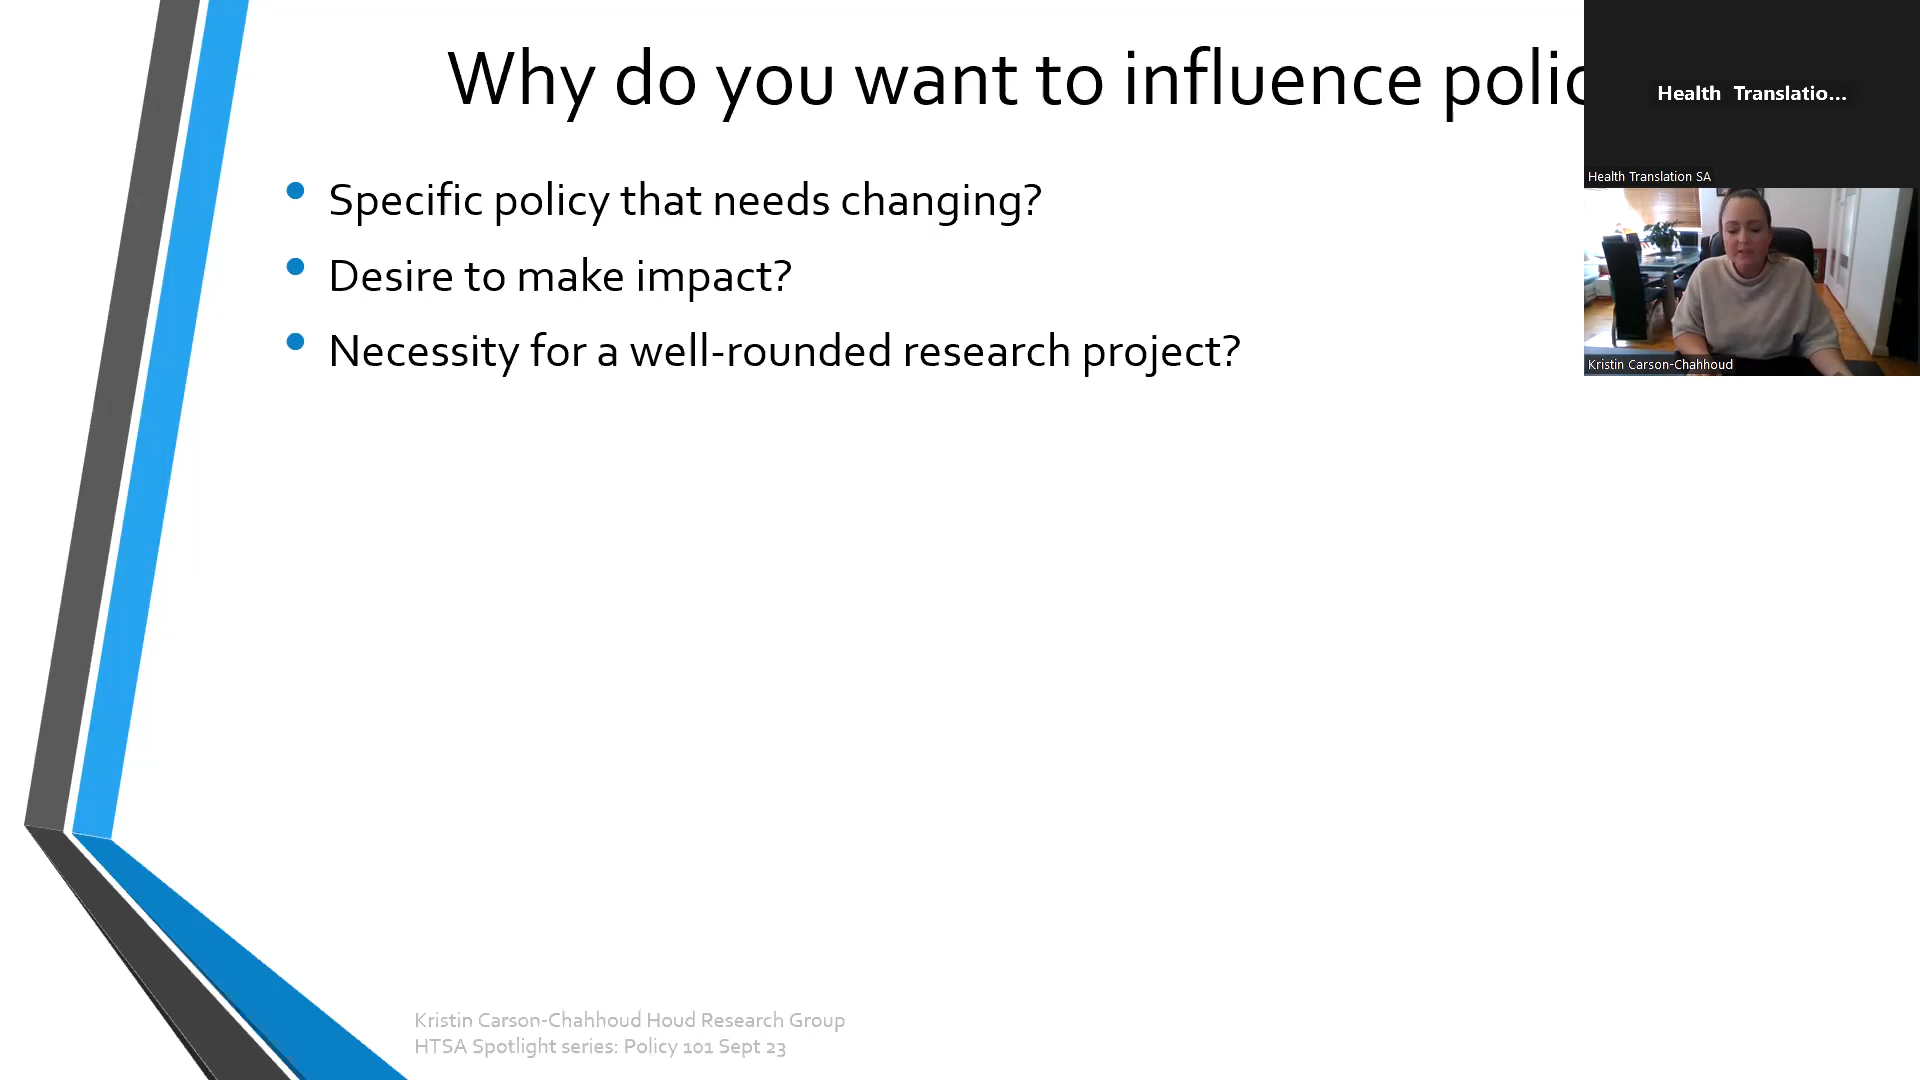 Why do you want to influence polic
Specific policy that needs changing?
Desire to make impact?
Necessity for a well-rounded research project?
Health Translatio...
Health Translation SA
Kristin Carson-Chahhoud
Kristin Carson-Chahhoud Houd Research Group
HTSA Spotlight series: Policy 101 Sept 23